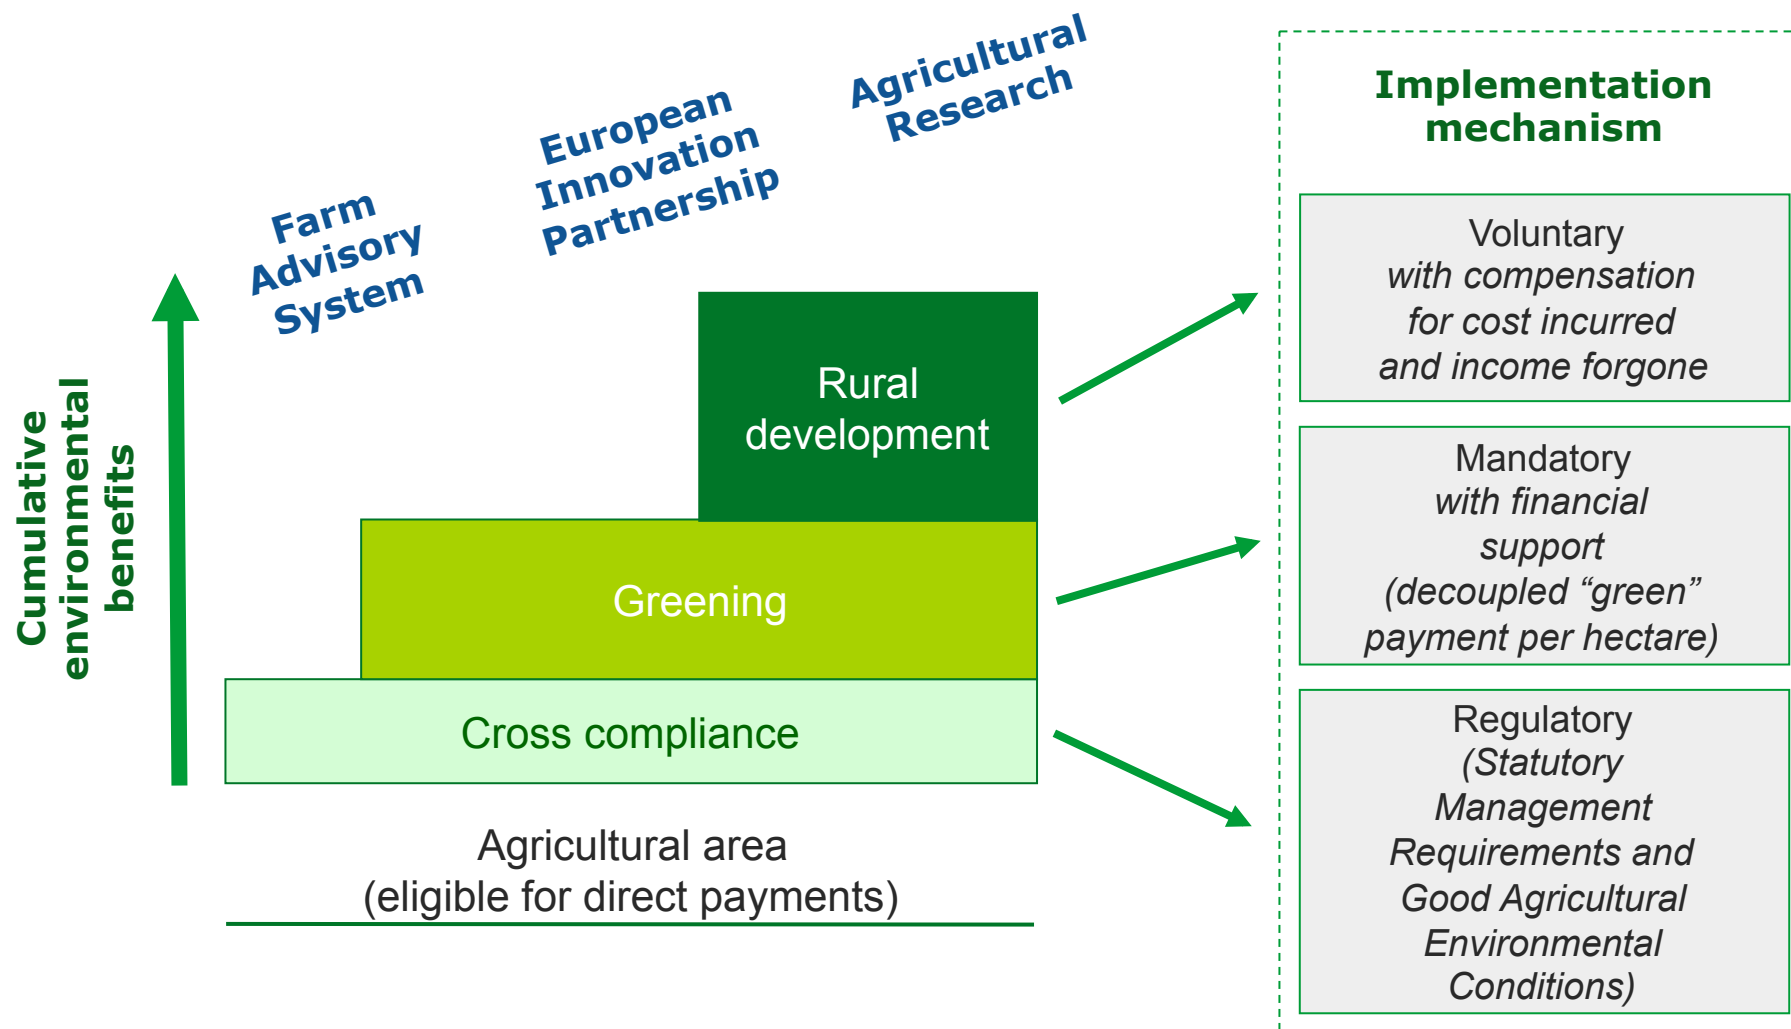 Farm
Advisory
System
European
Innovation
Partnership
Agricultural
Research
Cumulative
environmental
benefits
Rural
development
Greening
Cross compliance
Agricultural area
(eligible for direct payments)
Implementation
mechanism
Voluntary
with compensation
for cost incurred
and income forgone
Mandatory
with financial
support
(decoupled “green”
payment per hectare)
Regulatory
(Statutory
Management
Requirements and
Good Agricultural
Environmental
Conditions)